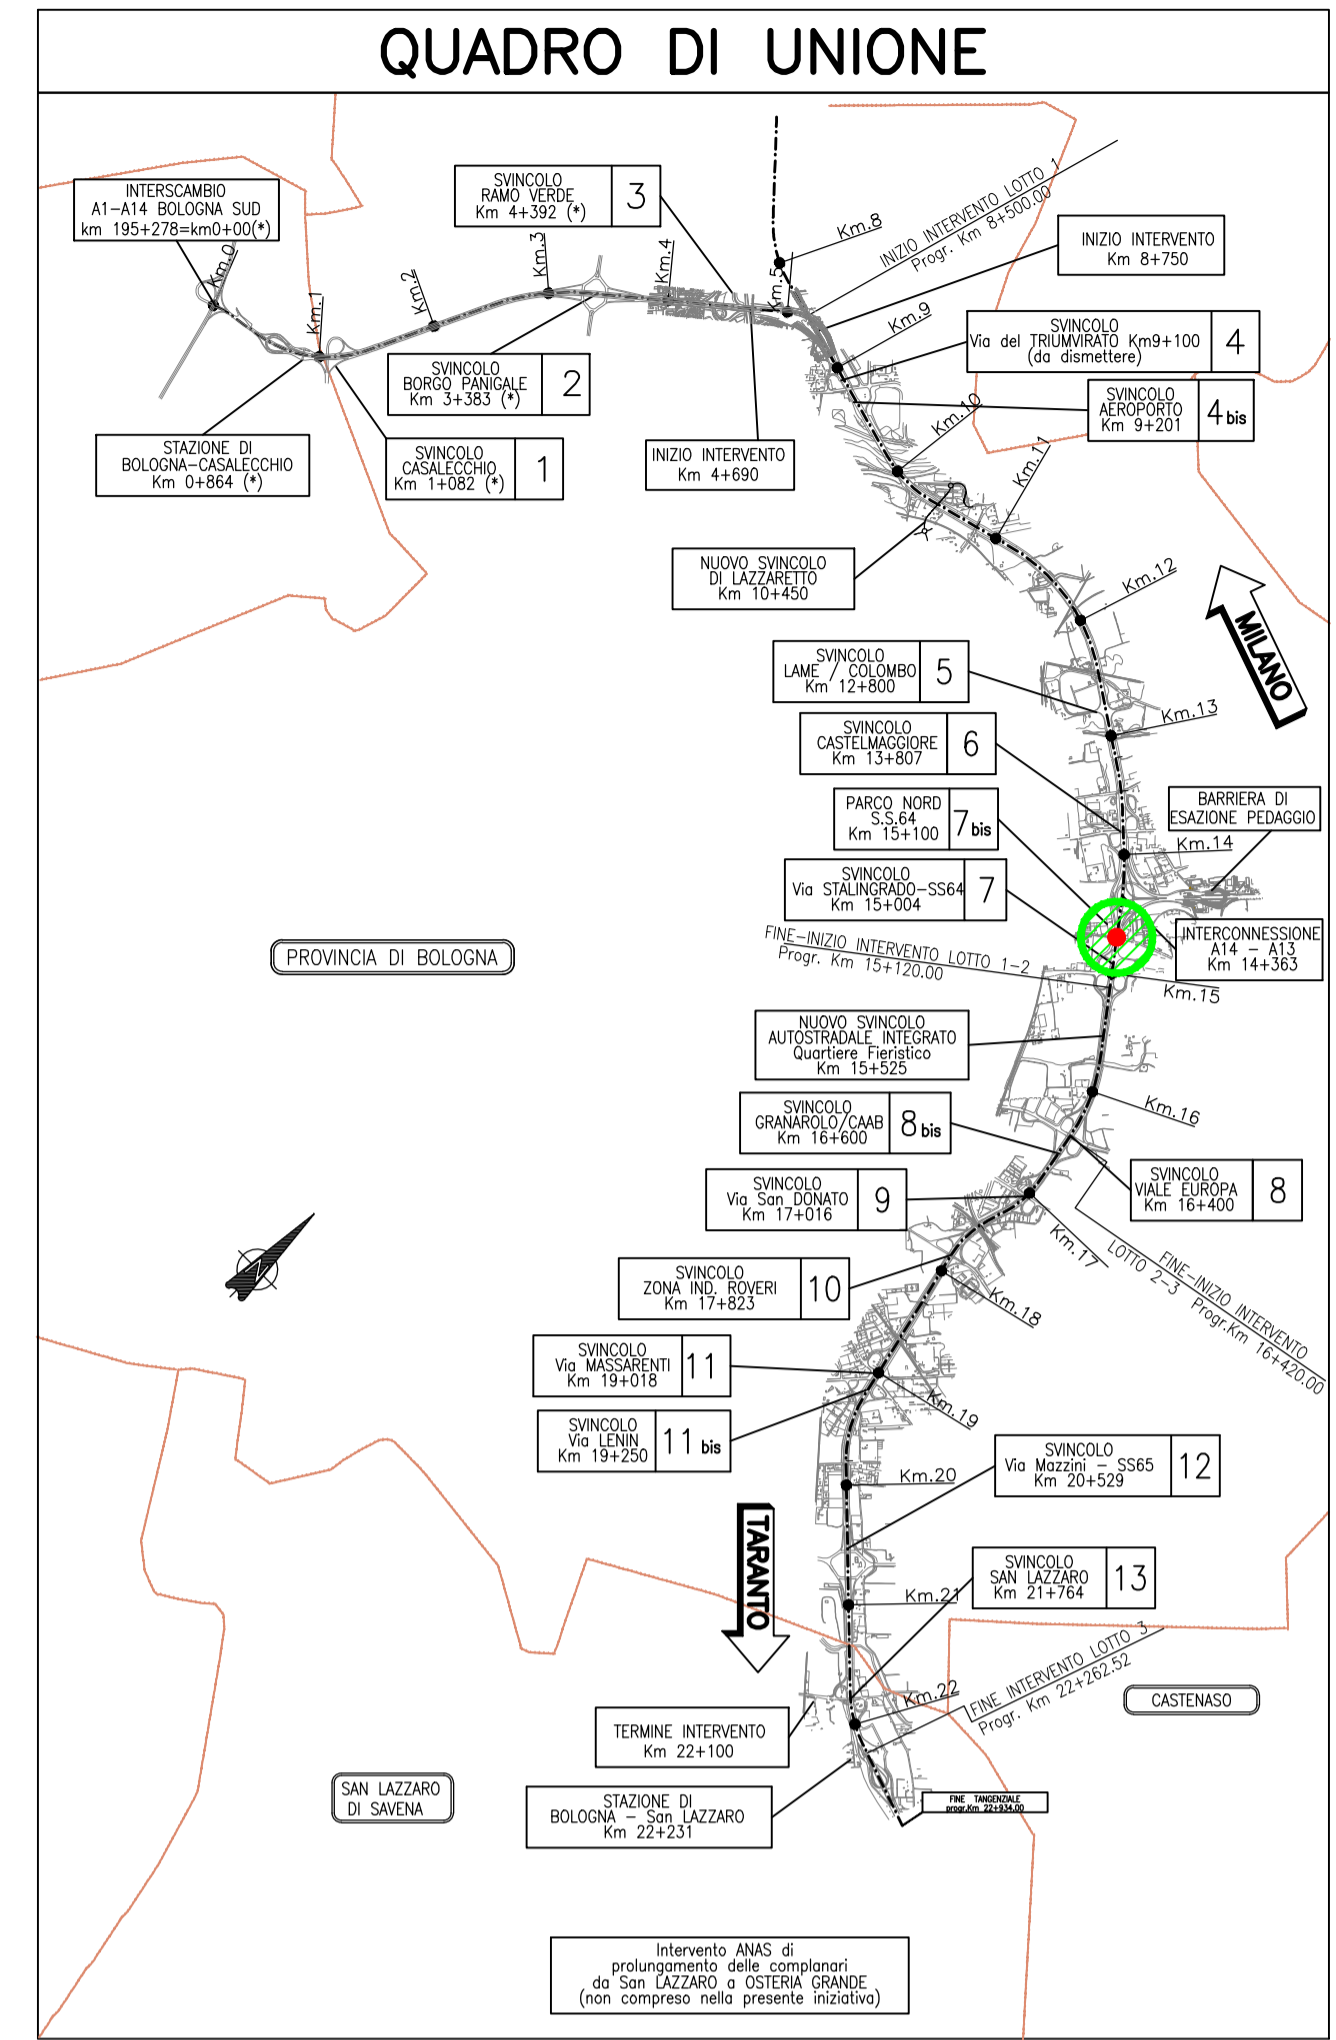 QUADRO DI UNIONE
INTERSCAMBIO
A1-A14 BOLOGNA SUD
km 195+278=km0+00(*)
SVINCOLO
RAMO VERDE
Km 4+392 (*)
3
Km.0
Km.1
Km.2
Km.3
Km.4
Km.5
Km.8
INIZIO INTERVENTO LOTTO 1
Progr. Km 8+500.00
INIZIO INTERVENTO
Km 8+750
Km.9
SVINCOLO
Via del TRIUMVIRATO Km9+100
(da dismettere)
4
SVINCOLO
BORGO PANIGALE
Km 3+383 (*)
2
SVINCOLO
AEROPORTO
Km 9+201
4 bis
STAZIONE DI
BOLOGNA-CASALECCHIO
Km 0+864 (*)
SVINCOLO
CASALECCHIO
Km 1+082 (*)
1
INIZIO INTERVENTO
Km 4+690
Km.10
Km.11
NUOVO SVINCOLO
DI LAZZARETTO
Km 10+450
Km.12
MILANO
SVINCOLO
LAME / COLOMBO
Km 12+800
5
Km.13
SVINCOLO
CASTELMAGGIORE
Km 13+807
6
PARCO NORD
S.S.64
Km 15+100
7 bis
BARRIERA DI
ESAZIONE PEDAGGIO
Km.14
SVINCOLO
Via STALINGRADO-SS64
Km 15+004
7
FINE-INIZIO INTERVENTO LOTTO 1-2
Progr. Km 15+120.00
INTERCONNESSIONE
A14 - A13
Km 14+363
PROVINCIA DI BOLOGNA
Km.15
NUOVO SVINCOLO
AUTOSTRADALE INTEGRATO
Quartiere Fieristico
Km 15+525
Km.16
SVINCOLO
GRANAROLO/CAAB
Km 16+600
8 bis
SVINCOLO
VIALE EUROPA
Km 16+400
8
SVINCOLO
Via San DONATO
Km 17+016
9
Km.17
FINE-INIZIO INTERVENTO
LOTTO 2-3 Progr.Km 16+420.00
SVINCOLO
ZONA IND. ROVERI
Km 17+823
10
Km.18
SVINCOLO
Via MASSARENTI
Km 19+018
11
Km.19
SVINCOLO
Via LENIN
Km 19+250
11 bis
SVINCOLO
Via Mazzini - SS65
Km 20+529
12
Km.20
TARANTO
SVINCOLO
SAN LAZZARO
Km 21+764
13
Km.21
FINE INTERVENTO LOTTO 3
Progr. Km 22+262.52
Km.22
CASTENASO
TERMINE INTERVENTO
Km 22+100
SAN LAZZARO
DI SAVENA
STAZIONE DI
BOLOGNA - San LAZZARO
Km 22+231
FINE TANGENZIALE
progr.Km 22+934.00
Intervento ANAS di
prolungamento delle complanari
da San LAZZARO a OSTERIA GRANDE
(non compreso nella presente iniziativa)